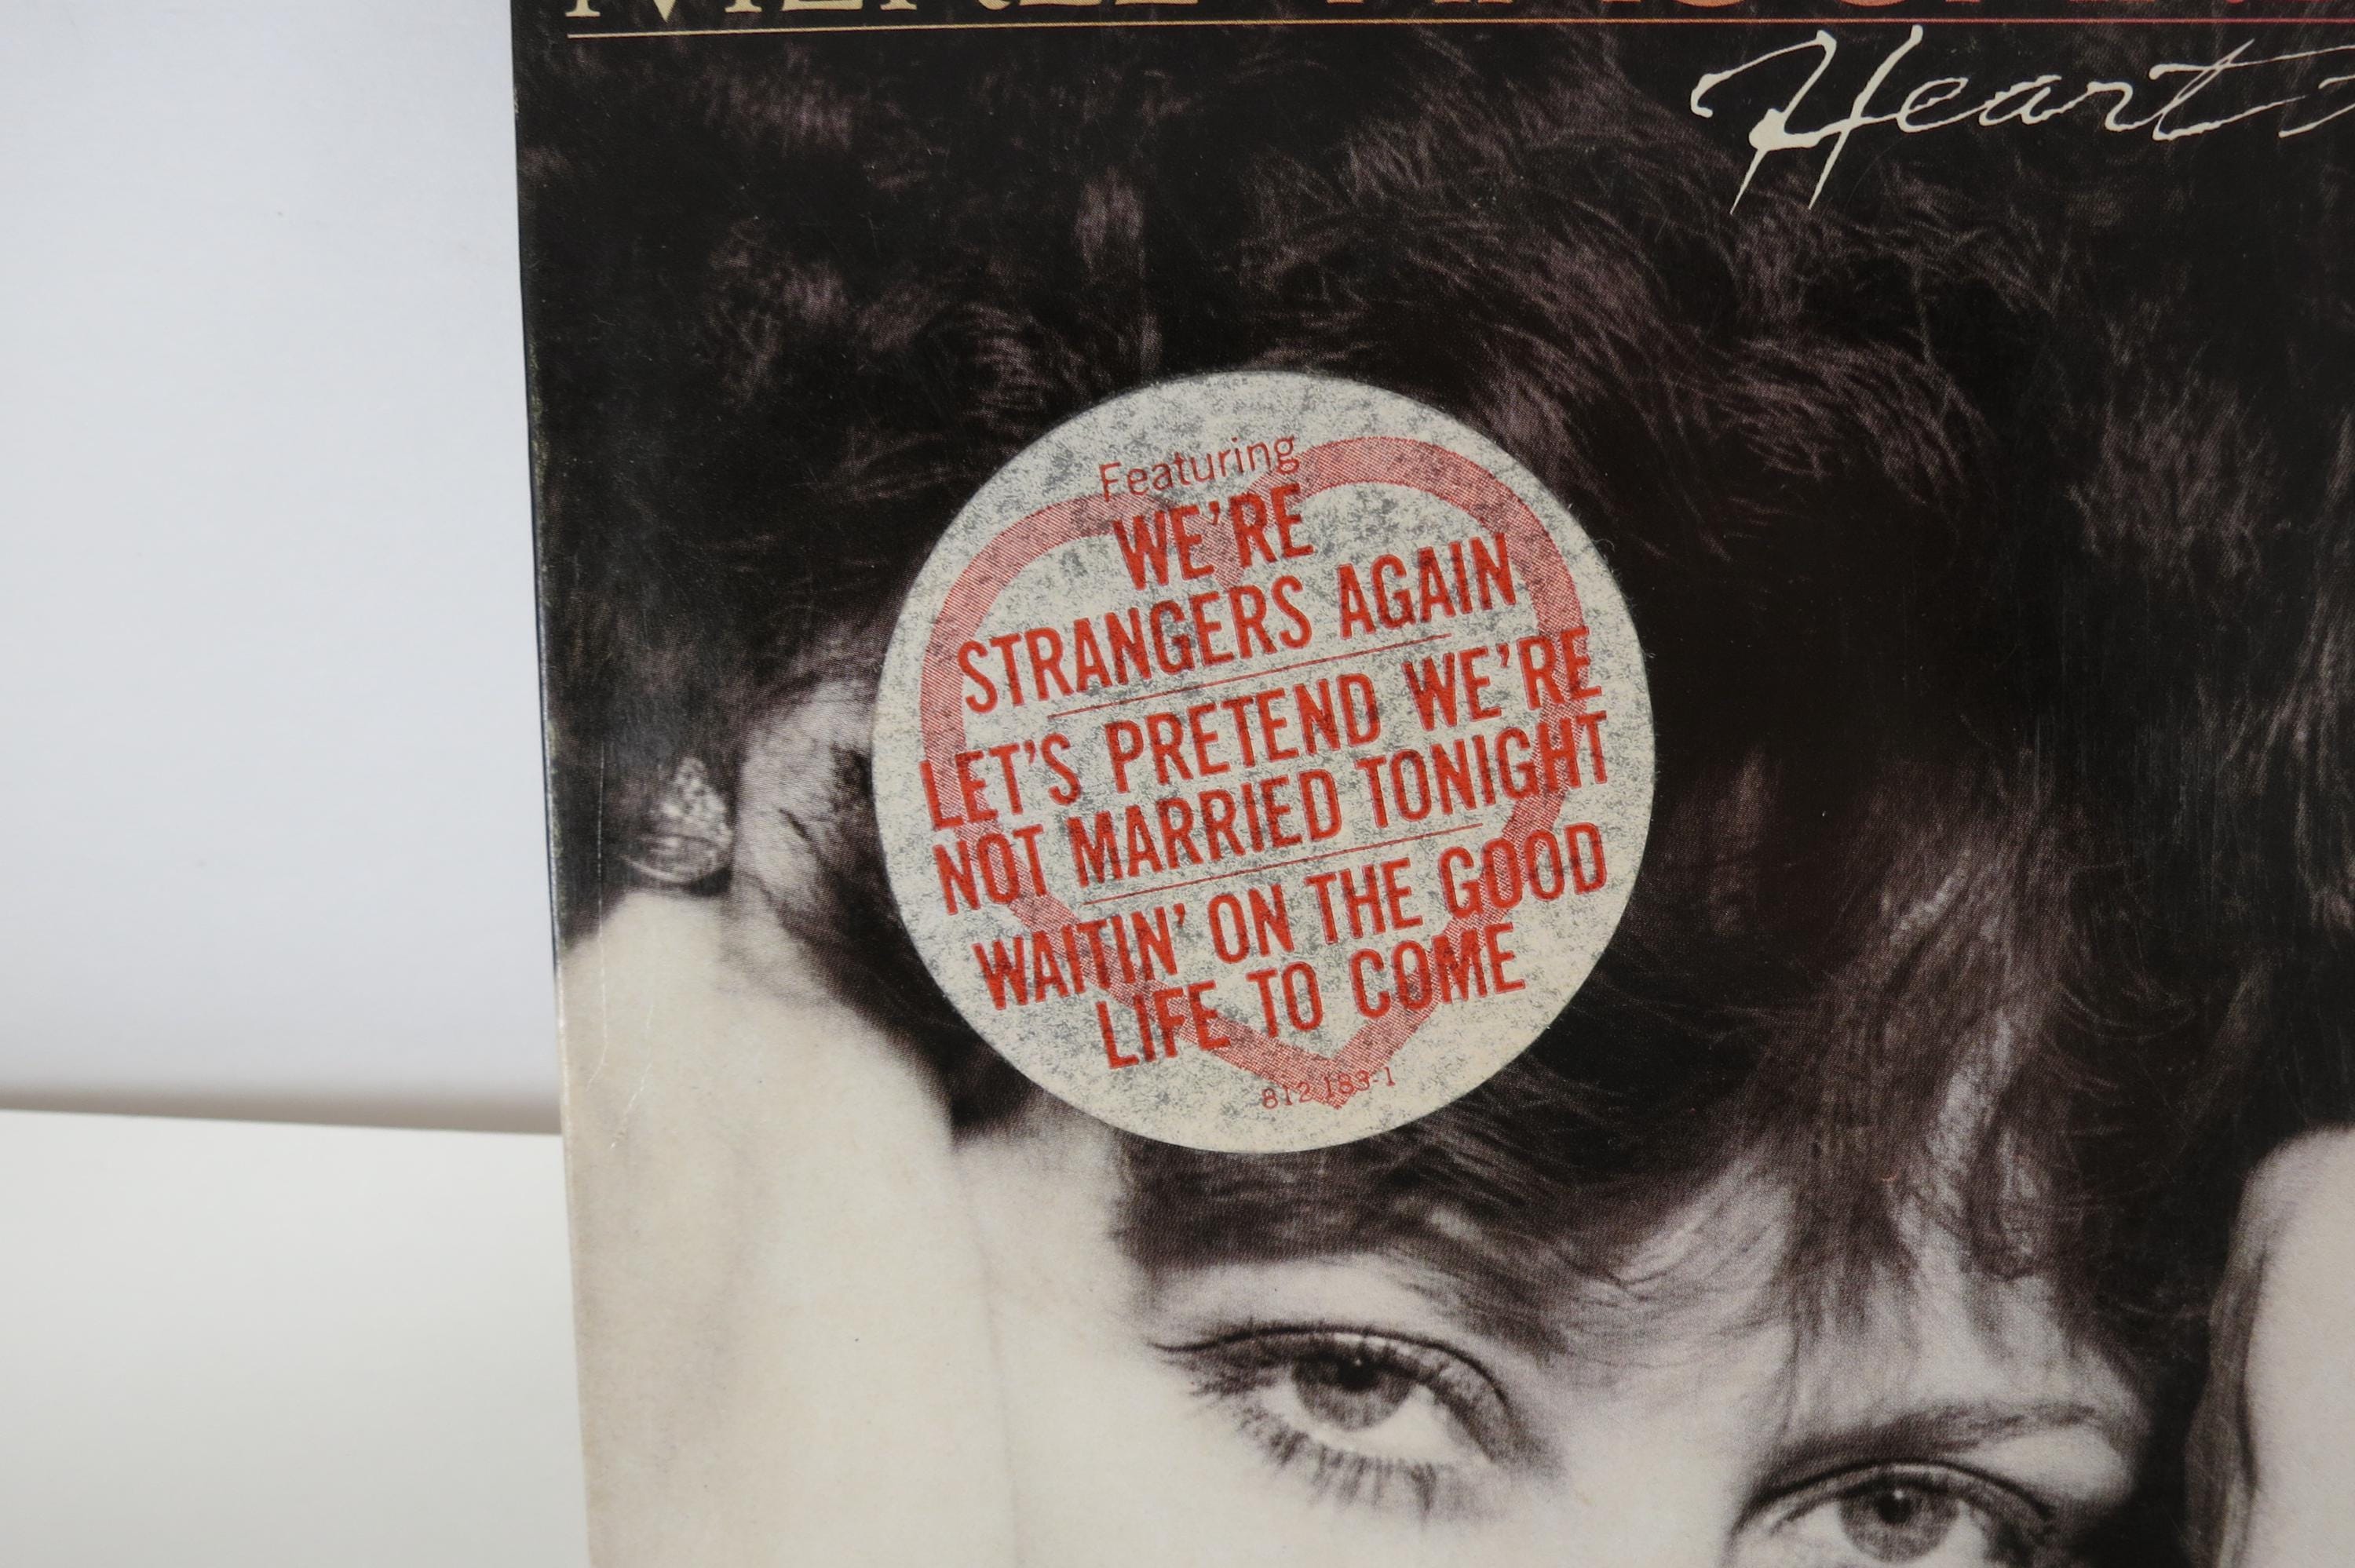 Heart
Featuring
WE'RE
STRANGERS AGAIN
LET'S PRETEND WE'RE
NOT MARRIED TONIGHT
WAITIN' ON THE GOOD
LIFE TO COME
812 183-1